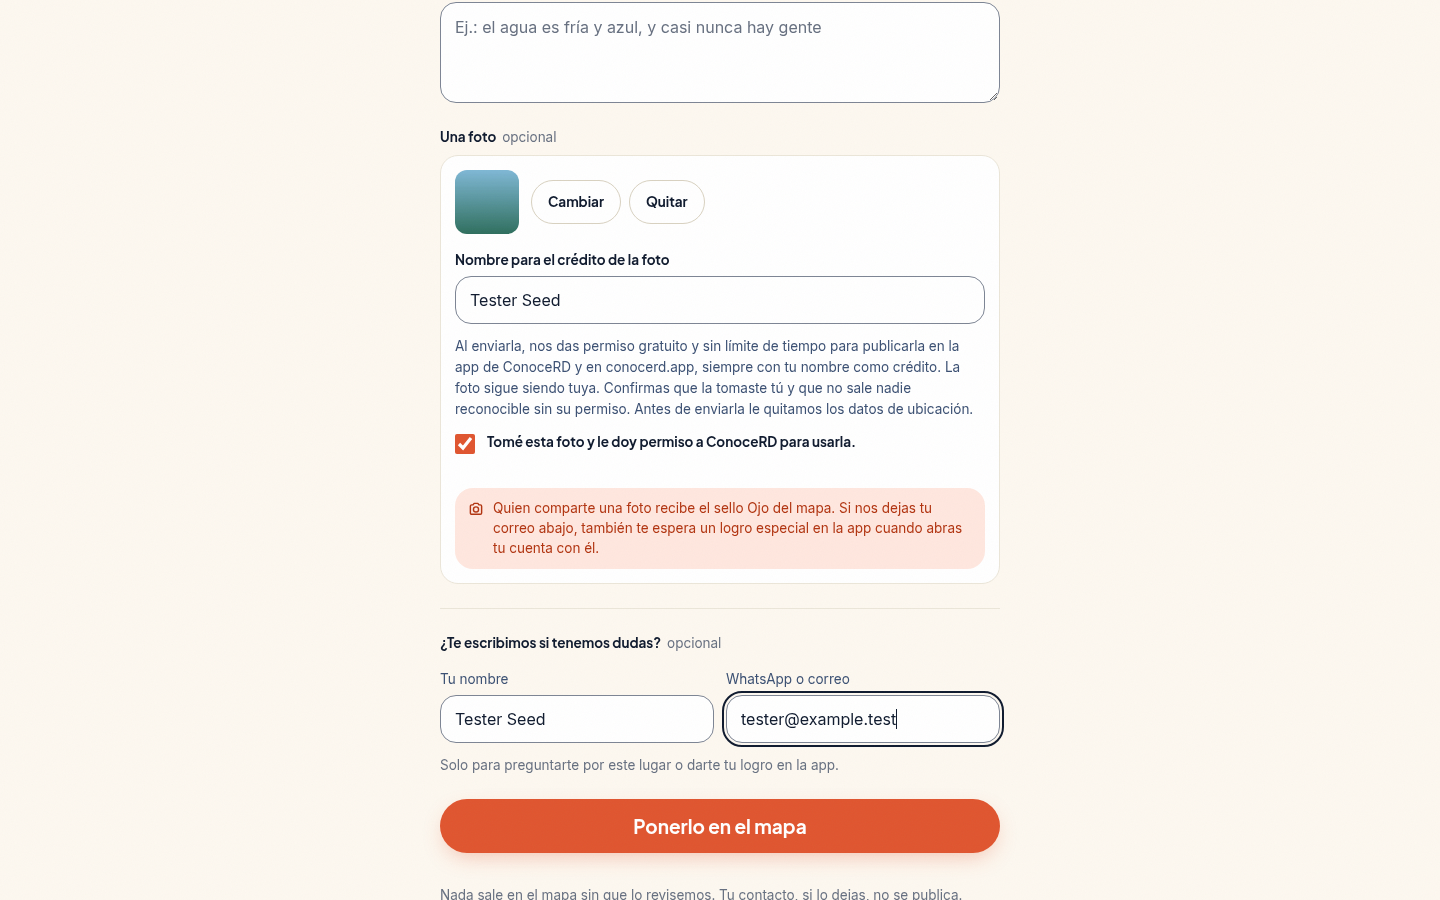 Ej.: el agua es fría y azul, y casi nunca hay gente
Una foto opcional
Cambiar
Quitar
Nombre para el crédito de la foto
Tester Seed
Al enviarla, nos das permiso gratuito y sin límite de tiempo para publicarla en la
app de ConoceRD y en conocerd.app, siempre con tu nombre como crédito. La
foto sigue siendo tuya. Confirmas que la tomaste tú y que no sale nadie
reconocible sin su permiso. Antes de enviarla le quitamos los datos de ubicación.
Tomé esta foto y le doy permiso a ConoceRD para usarla.
Quien comparte una foto recibe el sello Ojo del mapa. Si nos dejas tu
correo abajo, también te espera un logro especial en la app cuando abras
tu cuenta con él.
¿Te escribimos si tenemos dudas? opcional
Tu nombre
WhatsApp o correo
Tester Seed
tester@example.test
Solo para preguntarte por este lugar o darte tu logro en la app.
Ponerlo en el mapa
Nada sale en el mapa sin que lo revisemos. Tu contacto, si lo dejas, no se publica.